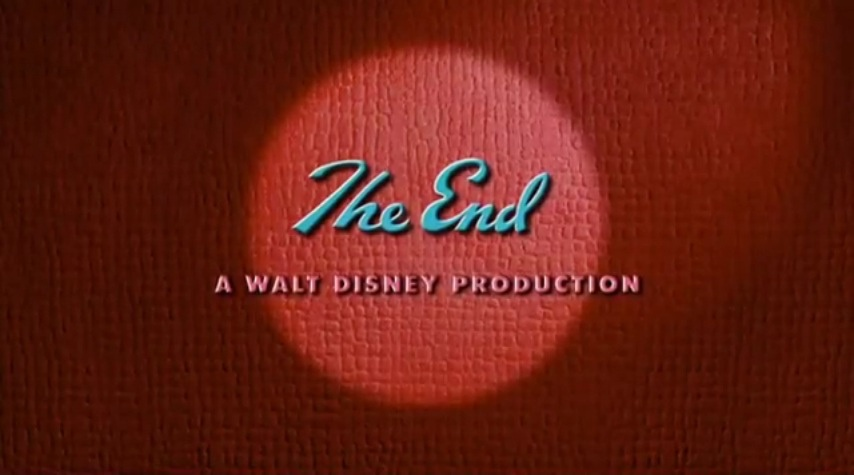 The End
A WALT DISNEY PRODUCTION